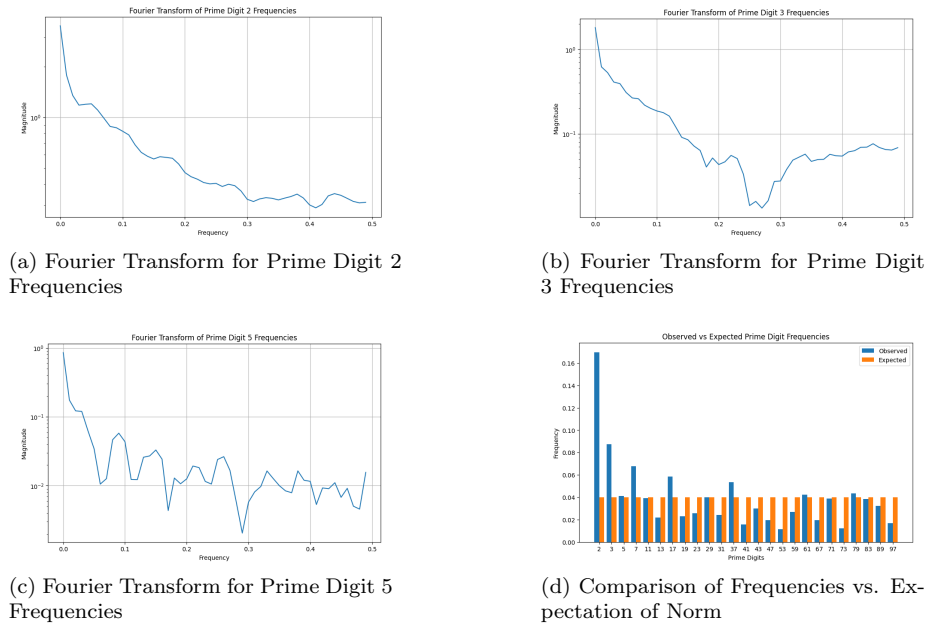 Fourier Transform of Prime Digit 2 Frequencies
10^0
Magnitude
0.0 0.1 0.2 0.3 0.4 0.5
Frequency
(a) Fourier Transform for Prime Digit 2
Frequencies
Fourier Transform of Prime Digit 3 Frequencies
10^0
10^-1
Magnitude
0.0 0.1 0.2 0.3 0.4 0.5
Frequency
(b) Fourier Transform for Prime Digit
3 Frequencies
Fourier Transform of Prime Digit 5 Frequencies
10^0
10^-1
10^-2
Magnitude
0.0 0.1 0.2 0.3 0.4 0.5
Frequency
(c) Fourier Transform for Prime Digit 5
Frequencies
Observed vs Expected Prime Digit Frequencies
Observed
Expected
0.16
0.14
0.12
0.10
0.08
0.06
0.04
0.02
0.00
Frequency
2 3 5 7 11 13 17 19 23 29 31 37 41 43 47 53 59 61 67 71 73 79 83 89 97
Prime Digits
(d) Comparison of Frequencies vs. Ex-
pectation of Norm